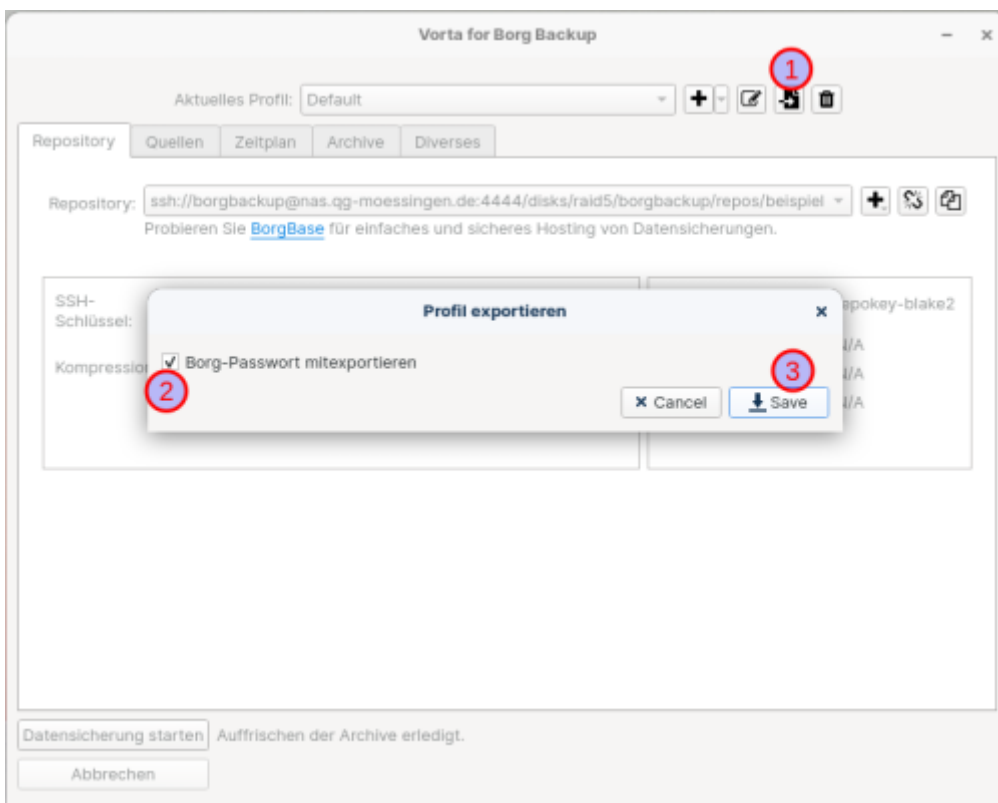 Vorta for Borg Backup
1
Aktuelles Profil: Default
Repository Quellen Zeitplan Archive Diverses
Repository: ssh://borgbackup@nas.qg-moessingen.de:4444/disks/raid5/borgbackup/repos/beispiel
Probieren Sie BorgBase für einfaches und sicheres Hosting von Datensicherungen.
SSH-
Schlüssel:
Profil exportieren
epokey-blake2
N/A
Kompression
Borg-Passwort mitexportieren
N/A
2
3
Cancel
Save
N/A
Datensicherung starten Auffrischen der Archive erledigt.
Abbrechen